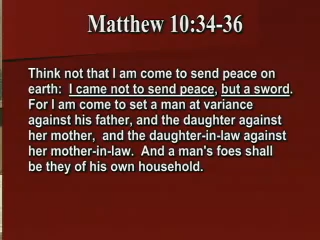 Matthew 10:34-36
Think not that I am come to send peace on
earth:  I came not to send peace, but a sword.
For I am come to set a man at variance
against his father, and the daughter against
her mother,  and the daughter-in-law against
her mother-in-law.  And a man's foes shall
be they of his own household.